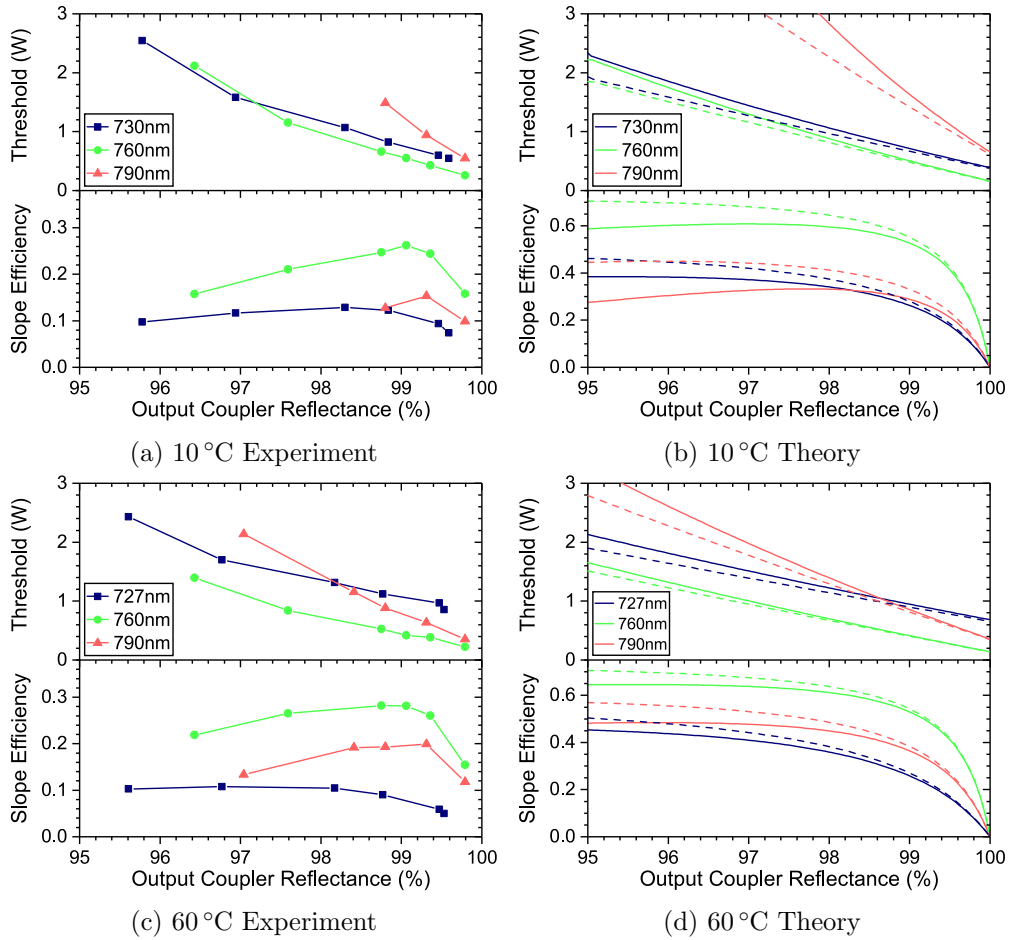 3
2
1
0
Threshold (W)
730nm
760nm
790nm
0.3
0.2
0.1
0.0
Slope Efficiency
95 96 97 98 99 100
Output Coupler Reflectance (%)
(a) 10 °C Experiment
3
2
1
0
Threshold (W)
730nm
760nm
790nm
0.6
0.4
0.2
0.0
Slope Efficiency
95 96 97 98 99 100
Output Coupler Reflectance (%)
(b) 10 °C Theory
3
2
1
0
Threshold (W)
727nm
760nm
790nm
0.3
0.2
0.1
0.0
Slope Efficiency
95 96 97 98 99 100
Output Coupler Reflectance (%)
(c) 60 °C Experiment
3
2
1
0
Threshold (W)
727nm
760nm
790nm
0.6
0.4
0.2
0.0
Slope Efficiency
95 96 97 98 99 100
Output Coupler Reflectance (%)
(d) 60 °C Theory